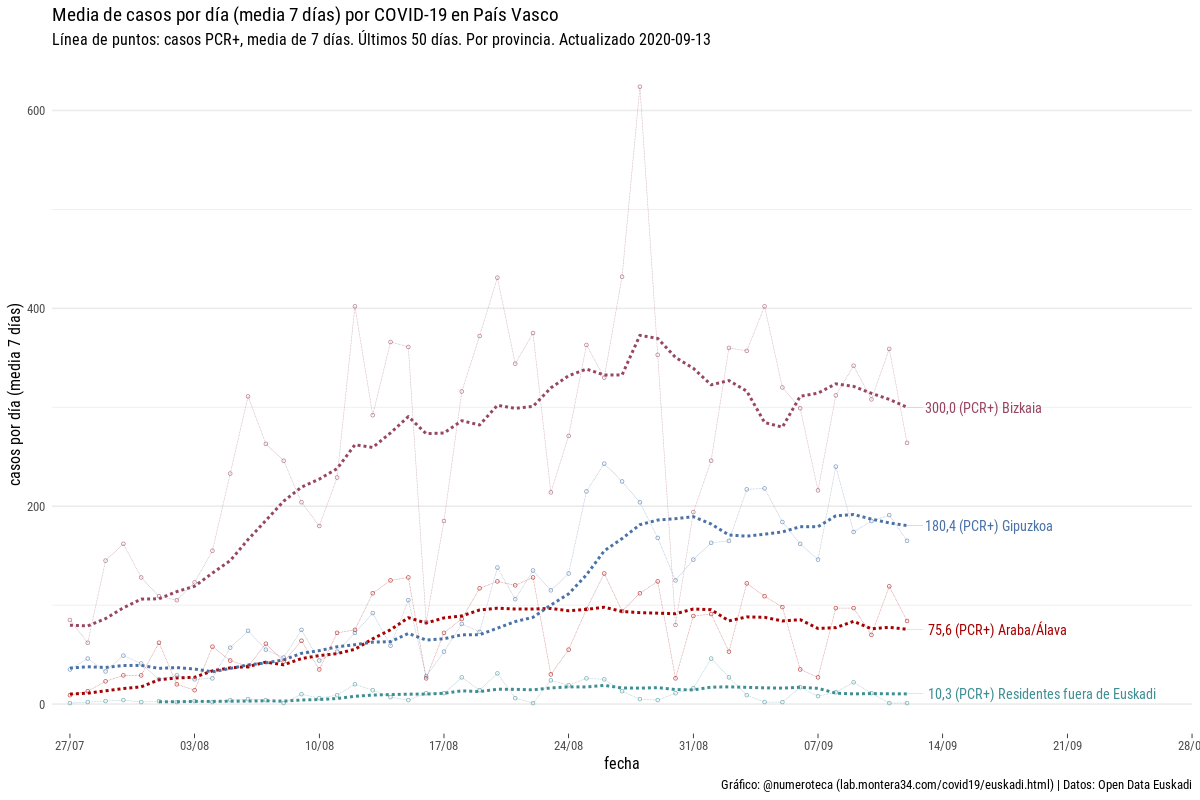 Media de casos por día (media 7 días) por COVID-19 en País Vasco
Línea de puntos: casos PCR+, media de 7 días. Últimos 50 días. Por provincia. Actualizado 2020-09-13
casos por día (media 7 días)
600
400
200
0
300,0 (PCR+) Bizkaia
180,4 (PCR+) Gipuzkoa
75,6 (PCR+) Araba/Álava
10,3 (PCR+) Residentes fuera de Euskadi
27/07 03/08 10/08 17/08 24/08 31/08 07/09 14/09 21/09 28/0
fecha
Gráfico: @numeroteca (lab.montera34.com/covid19/euskadi.html) | Datos: Open Data Euskadi